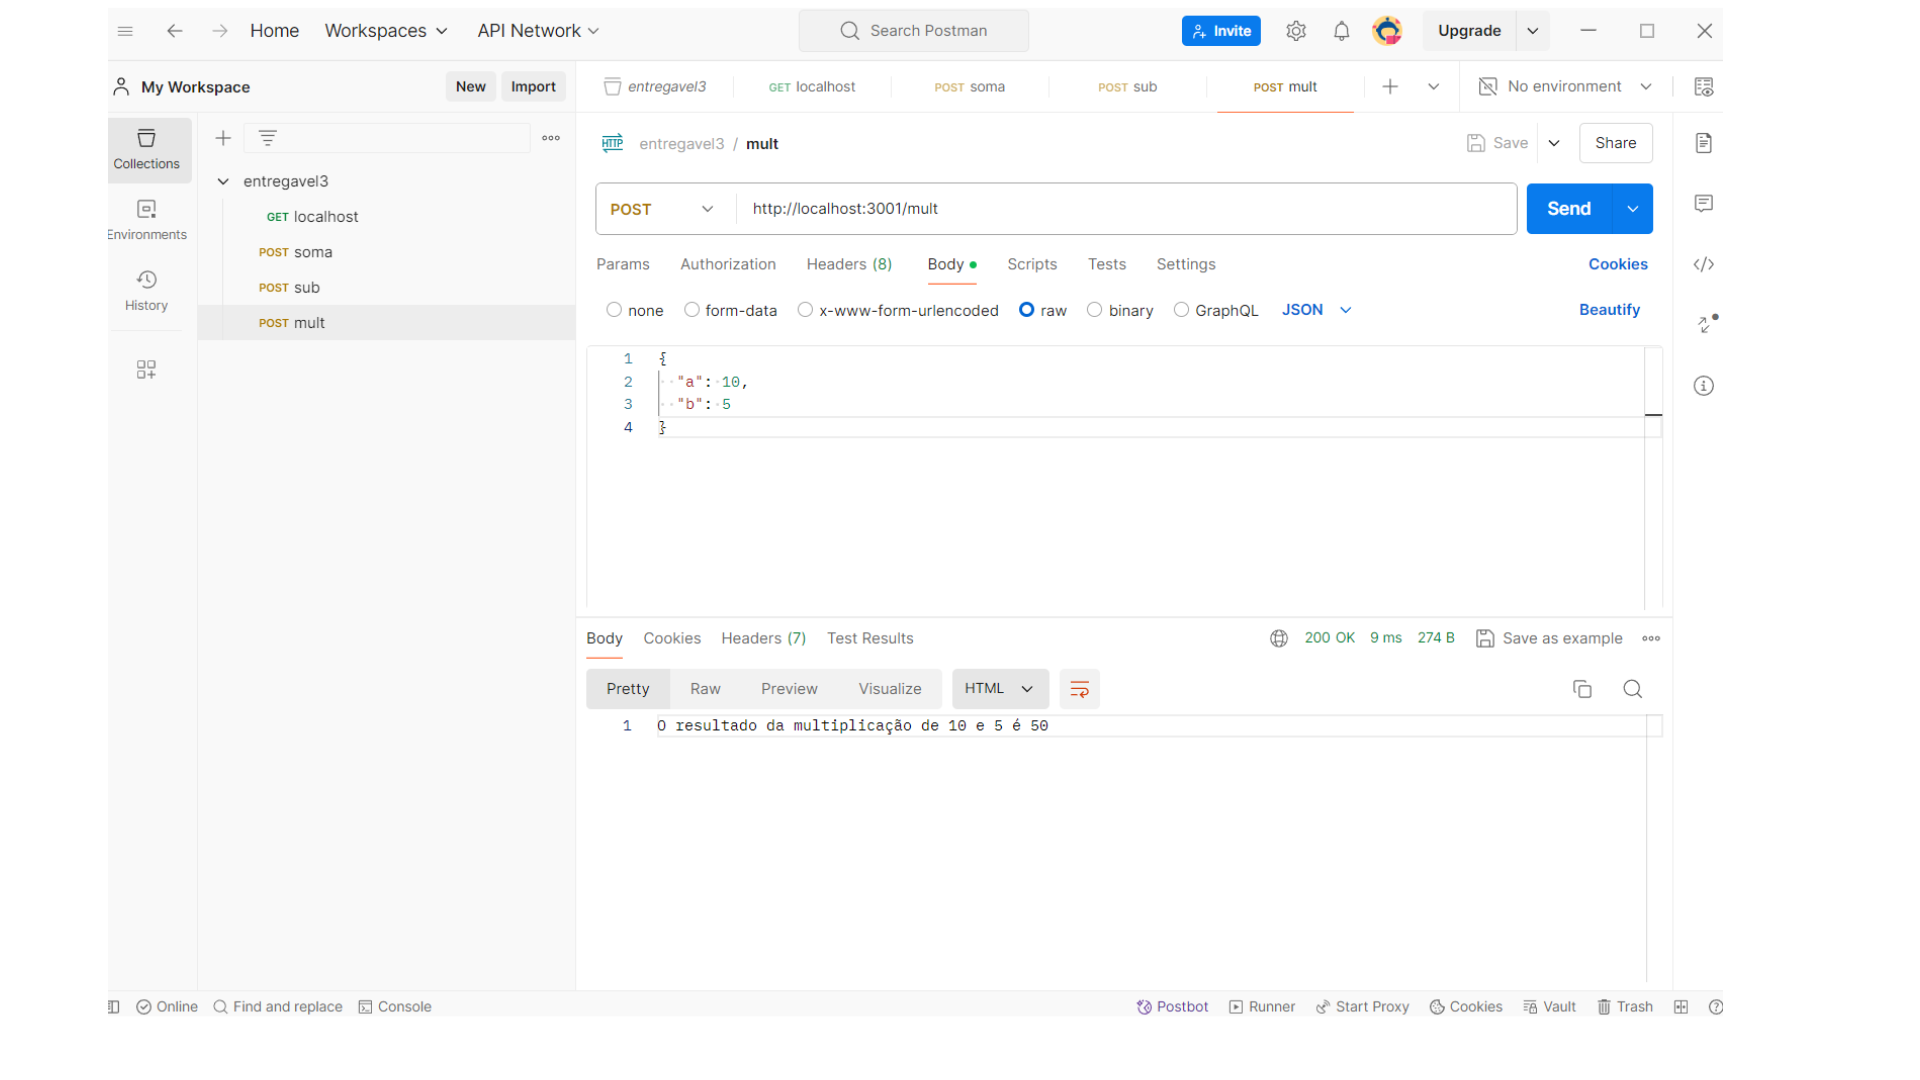 Home Workspaces API Network Search Postman Invite Upgrade
My Workspace New Import entregavel3 GET localhost POST soma POST sub POST mult No environment
Collections
Environments
History
entregavel3
GET localhost
POST soma
POST sub
POST mult
HTTP entregavel3 / mult Save Share
POST http://localhost:3001/mult Send
Params Authorization Headers (8) Body Scripts Tests Settings Cookies
none form-data x-www-form-urlencoded raw binary GraphQL JSON Beautify
1 {
2 "a": 10,
3 "b": 5
4 }
Body Cookies Headers (7) Test Results 200 OK 9 ms 274 B Save as example
Pretty Raw Preview Visualize HTML
1 O resultado da multiplicação de 10 e 5 é 50
Online Find and replace Console Postbot Runner Start Proxy Cookies Vault Trash